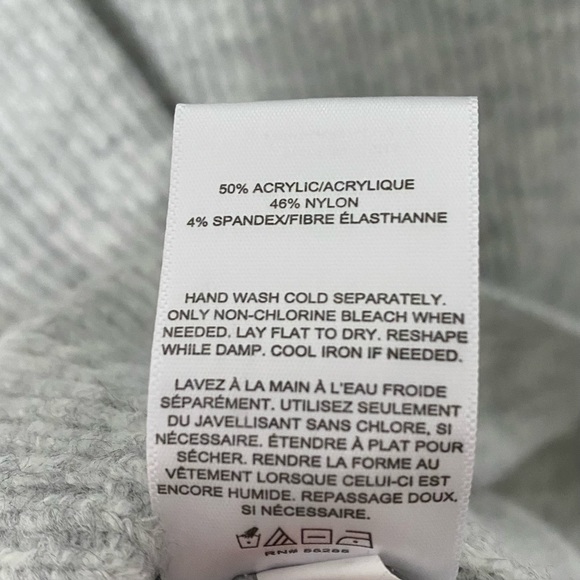 50% ACRYLIC/ACRYLIQUE
46% NYLON
4% SPANDEX/FIBRE ÉLASTHANNE
HAND WASH COLD SEPARATELY.
ONLY NON-CHLORINE BLEACH WHEN
NEEDED. LAY FLAT TO DRY. RESHAPE
WHILE DAMP. COOL IRON IF NEEDED.
LAVEZ À LA MAIN À L'EAU FROIDE
SÉPARÉMENT. UTILISEZ SEULEMENT
DU JAVELLISANT SANS CHLORE, SI
NÉCESSAIRE. ÉTENDRE À PLAT POUR
SÉCHER. RENDRE LA FORME AU
VÊTEMENT LORSQUE CELUI-CI EST
ENCORE HUMIDE. REPASSAGE DOUX.
SI NÉCESSAIRE.
RN#